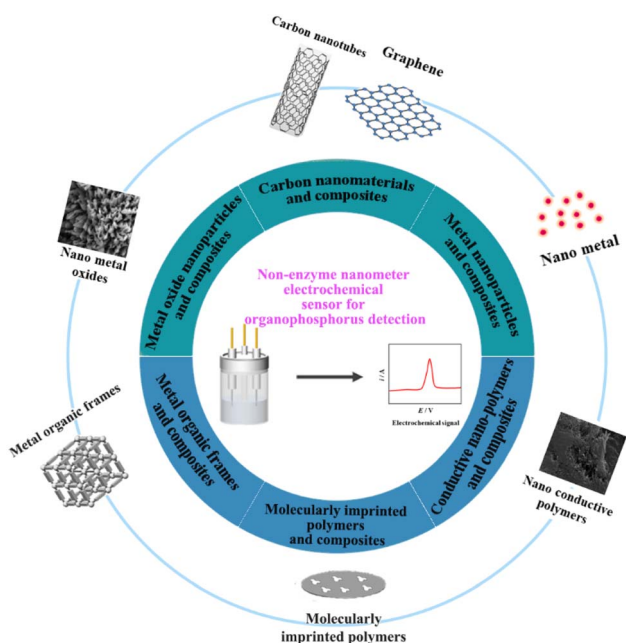 Carbon nanotubes
Graphene
Nano metal
oxides
Nano metal
Metal organic frames
Nano conductive
polymers
Molecularly
imprinted polymers
Carbon nanomaterials
and composites
Metal oxide nanoparticles
and composites
Metal nanoparticles
and composites
Metal organic frames
and composites
Conductive nano-polymers
and composites
Molecularly imprinted
polymers
and composites
Non-enzyme nanometer
electrochemical
sensor for
organophosphorus detection
i / A
E / V
Electrochemical signal